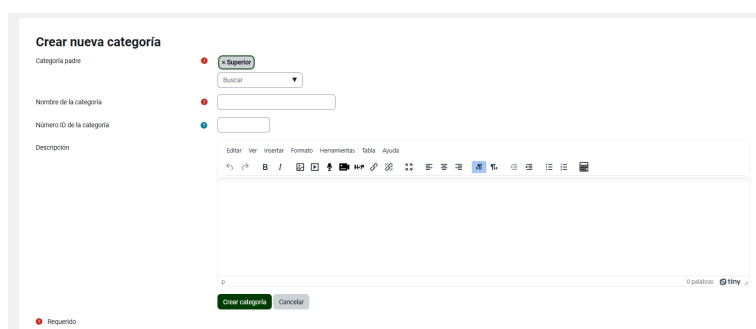 Crear nueva categoría
Categoría padre
× Superior
Buscar ▼
Nombre de la categoría
Número ID de la categoría
Descripción
Editar Ver Insertar Formato Herramientas Tabla Ayuda
B I H-P
p 0 palabras tiny
Crear categoría Cancelar
Requerido